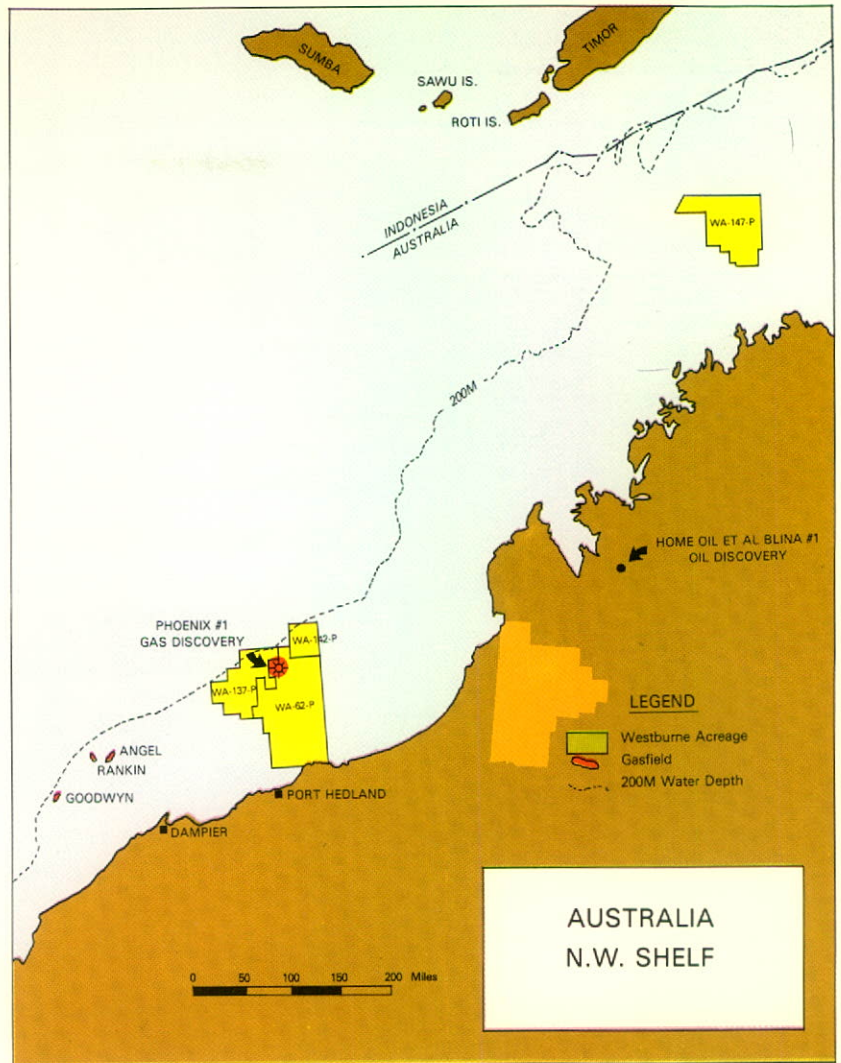 SUMBA
TIMOR
SAWU IS.
ROTI IS.
INDONESIA
AUSTRALIA
WA-147-P
200M
HOME OIL ET AL BLINA #1
OIL DISCOVERY
PHOENIX #1
GAS DISCOVERY
WA-142-P
WA-137-P
WA-62-P
ANGEL
RANKIN
GOODWYN
PORT HEDLAND
DAMPIER
LEGEND
Westburne Acreage
Gasfield
200M Water Depth
0 50 100 150 200 Miles
AUSTRALIA
N.W. SHELF